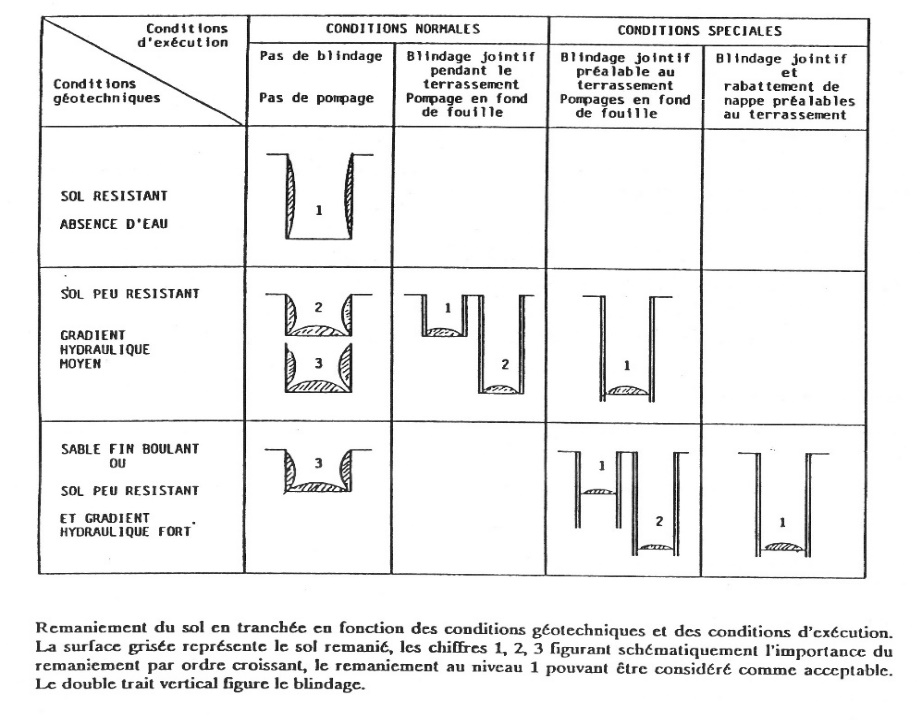 Conditions
d'exécution
Conditions
géotechniques
CONDITIONS NORMALES
CONDITIONS SPECIALES
Pas de blindage
Pas de pompage
Blindage jointif
pendant le
terrassement
Pompage en fond
de fouille
Blindage jointif
préalable au
terrassement
Pompages en fond
de fouille
Blindage jointif
et
rabattement de
nappe préalables
au terrassement
SOL RESISTANT
ABSENCE D'EAU
1
SOL PEU RESISTANT
GRADIENT
HYDRAULIQUE
MOYEN
2
3
1
2
1
SABLE FIN BOULANT
OU
SOL PEU RESISTANT
ET GRADIENT
HYDRAULIQUE FORT
3
1
2
1
Remaniement du sol en tranchée en fonction des conditions géotechniques et des conditions d'exécution.
La surface grisée représente le sol remanié, les chiffres 1, 2, 3 figurant schématiquement l'importance du
remaniement par ordre croissant, le remaniement au niveau 1 pouvant être considéré comme acceptable.
Le double trait vertical figure le blindage.